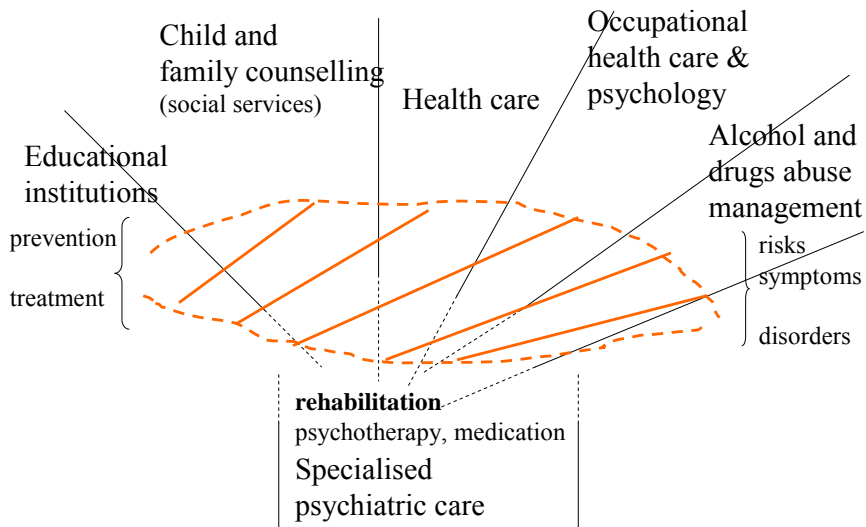 Child and
family counselling
(social services)
Health care
Occupational
health care &
psychology
Educational
institutions
Alcohol and
drugs abuse
management
prevention
treatment
risks
symptoms
disorders
rehabilitation
psychotherapy, medication
Specialised
psychiatric care